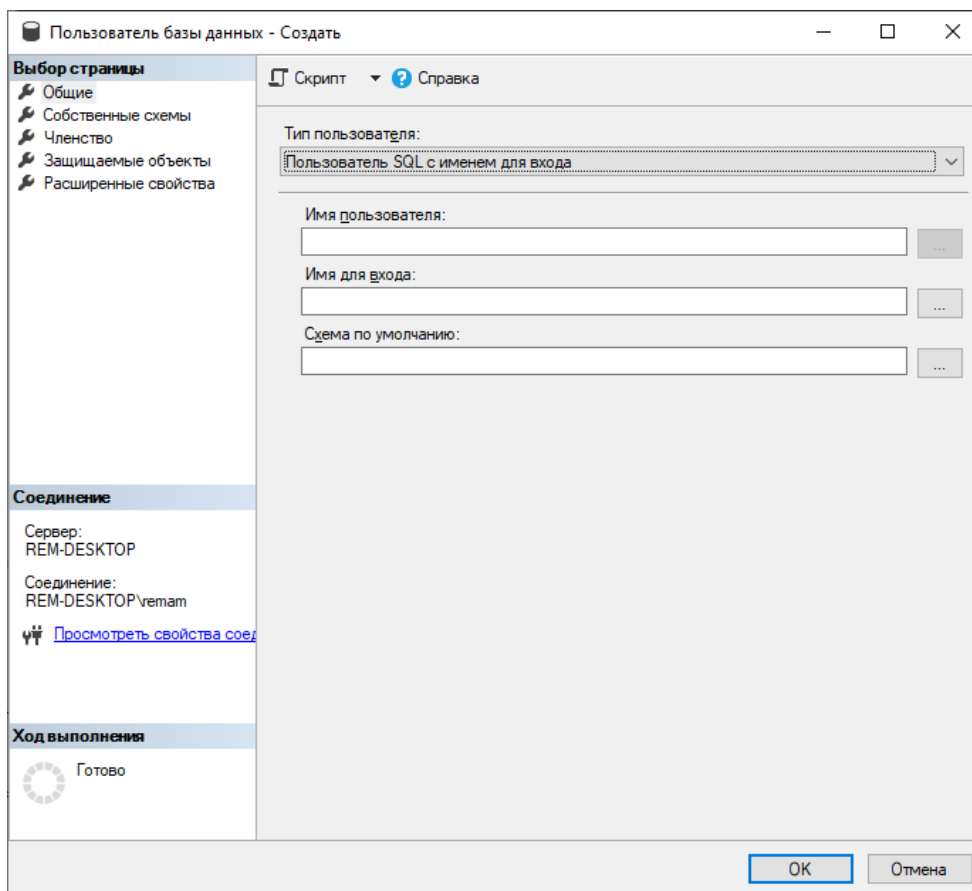 Пользователь базы данных - Создать
Выбор страницы
Общие
Собственные схемы
Членство
Защищаемые объекты
Расширенные свойства
Скрипт
Справка
Тип пользователя:
Пользователь SQL с именем для входа
Имя пользователя:
...
Имя для входа:
...
Схема по умолчанию:
...
Соединение
Сервер:
REM-DESKTOP
Соединение:
REM-DESKTOP\remam
Просмотреть свойства соед
Ход выполнения
Готово
OK
Отмена